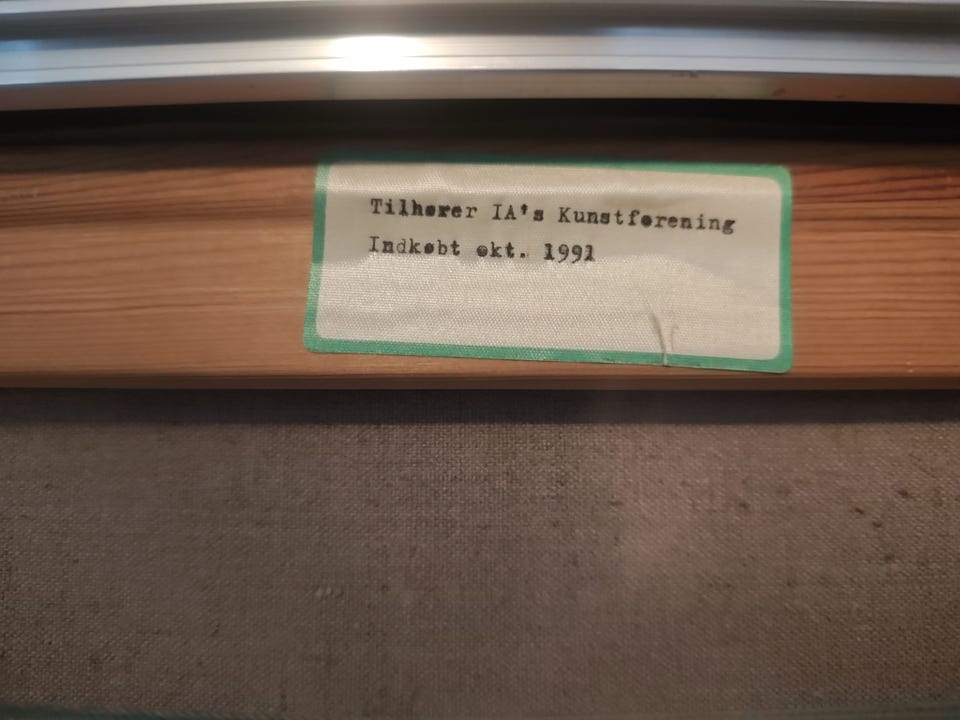 Tilhører IA's Kunstforening
Indkøbt okt. 1991